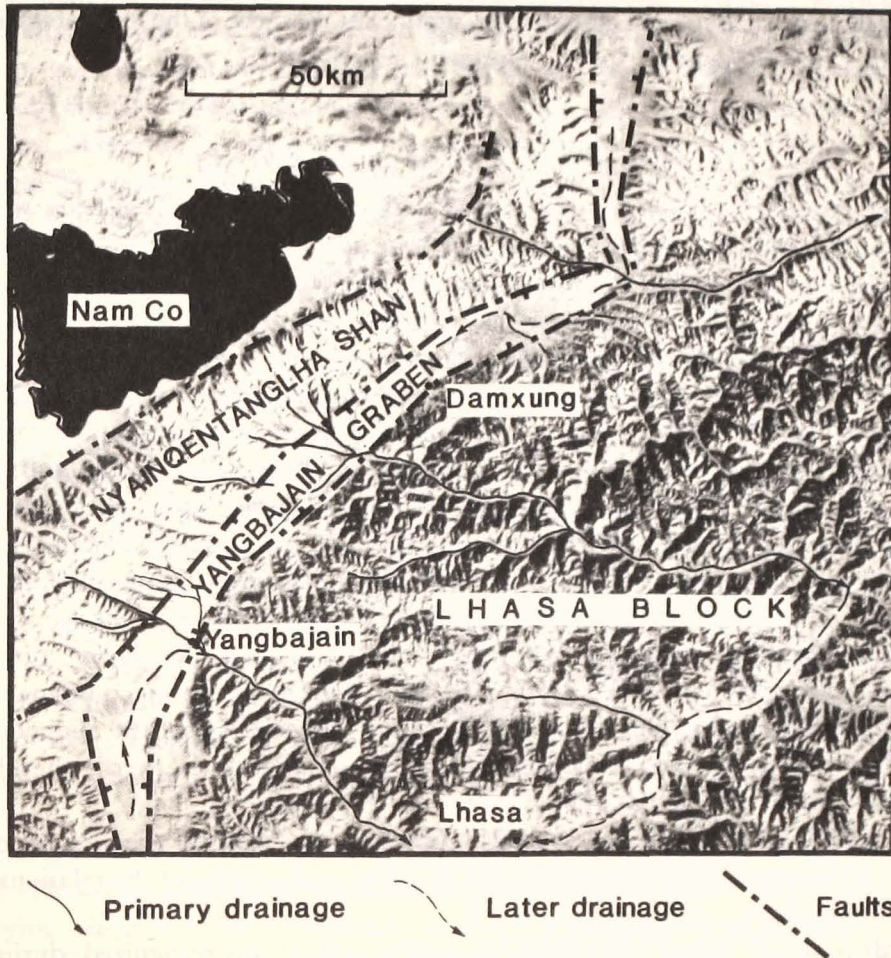 50km
Nam Co
NYAINQENTANGLHA SHAN
YANGBAJAIN GRABEN
Damxung
LHASA BLOCK
Yangbajain
Lhasa
Primary drainage
Later drainage
Faults